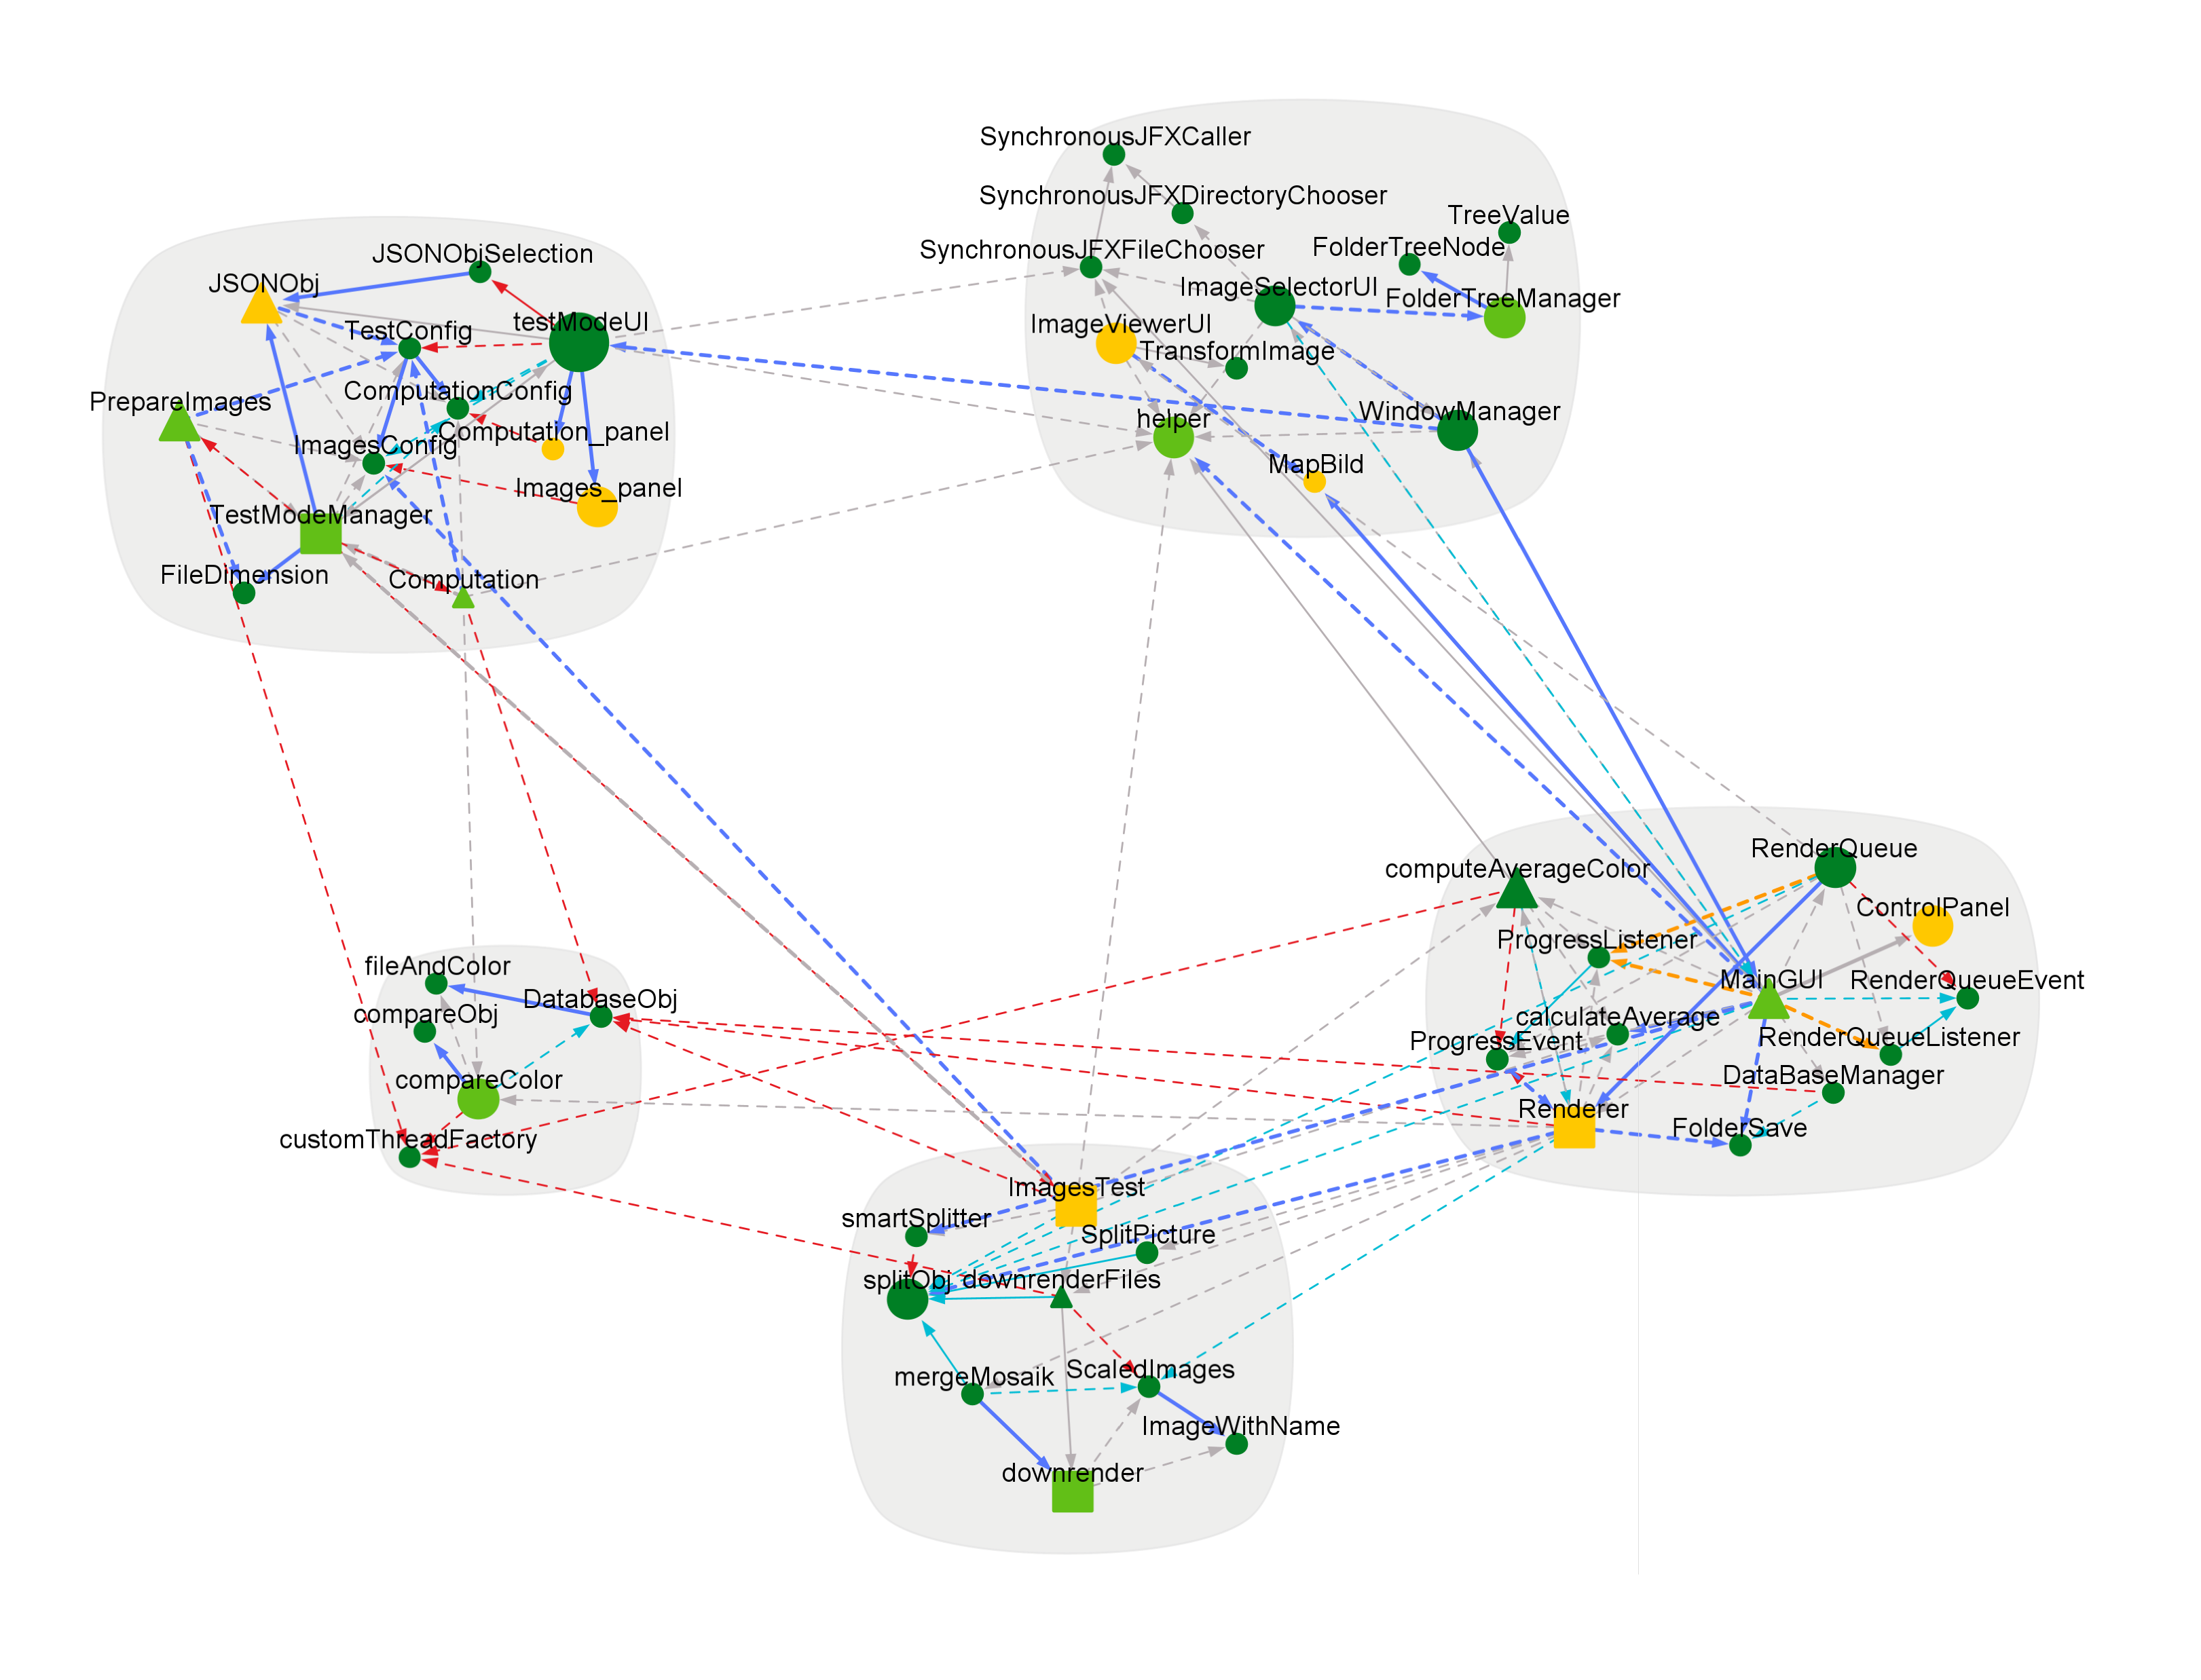 SynchronousJFXCaller
SynchronousJFXDirectoryChooser
TreeValue
SynchronousJFXFileChooser
FolderTreeNode
ImageSelectorUI
FolderTreeManager
ImageViewerUI
TransformImage
helper
WindowManager
MapBild
JSONObjSelection
JSONObj
TestConfig
testModeUI
ComputationConfig
PrepareImages
Computation_panel
ImagesConfig
Images_panel
TestModeManager
FileDimension
Computation
RenderQueue
computeAverageColor
ControlPanel
ProgressListener
MainGUI
RenderQueueEvent
calculateAverage
ProgressEvent
RenderQueueListener
DataBaseManager
Renderer
FolderSave
fileAndColor
DatabaseObj
compareObj
compareColor
customThreadFactory
ImagesTest
smartSplitter
SplitPicture
splitObj
downrenderFiles
mergeMosaik
ScaledImages
ImageWithName
downrender